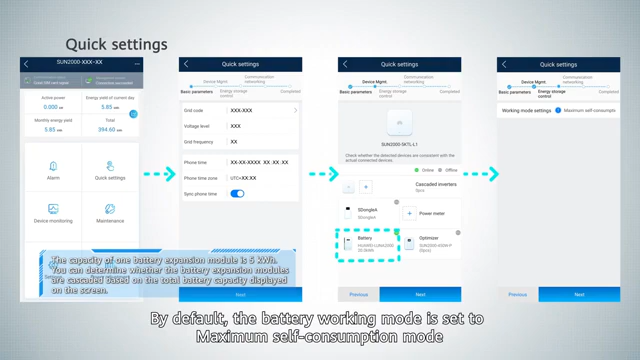 Quick settings
SUN2000-XXX-XX
Active power
0.000 kW
Energy yield of current day
5.85 kWh
Monthly energy yield
5.85 kWh
Total
394.60 kWh
Alarm
Quick settings
Device monitoring
Maintenance
Quick settings
Device Mgmt.
Communication networking
Basic parameters
Energy storage control
Completed
Grid code
XXX-XXX
Voltage level
XXX
Grid frequency
XX
Phone time
XX-XX-XXXX XX :XX :XX
Phone time zone
UTC+XX:XX
Sync phone time
Next
Quick settings
Device Mgmt.
Communication networking
Basic parameters
Energy storage control
Completed
SUN2000-5KTL-L1
Check whether the detected devices are consistent with the actual connected devices.
Online
Offline
Cascaded inverters
0pcs
SDongleA
SDongleA
Power meter
Battery
HUAWEI-LUNA2000
Optimizer
Previous
Next
Quick settings
Device Mgmt.
Communication networking
Basic parameters
Energy storage control
Completed
Working mode settings
Maximum self-consumpti
Previous
Next
The capacity of one battery expansion module is 5 kWh.
You can determine whether the battery expansion modules
are cascaded based on the total battery capacity displayed
on the screen.
By default, the battery working mode is set to
Maximum self-consumption mode